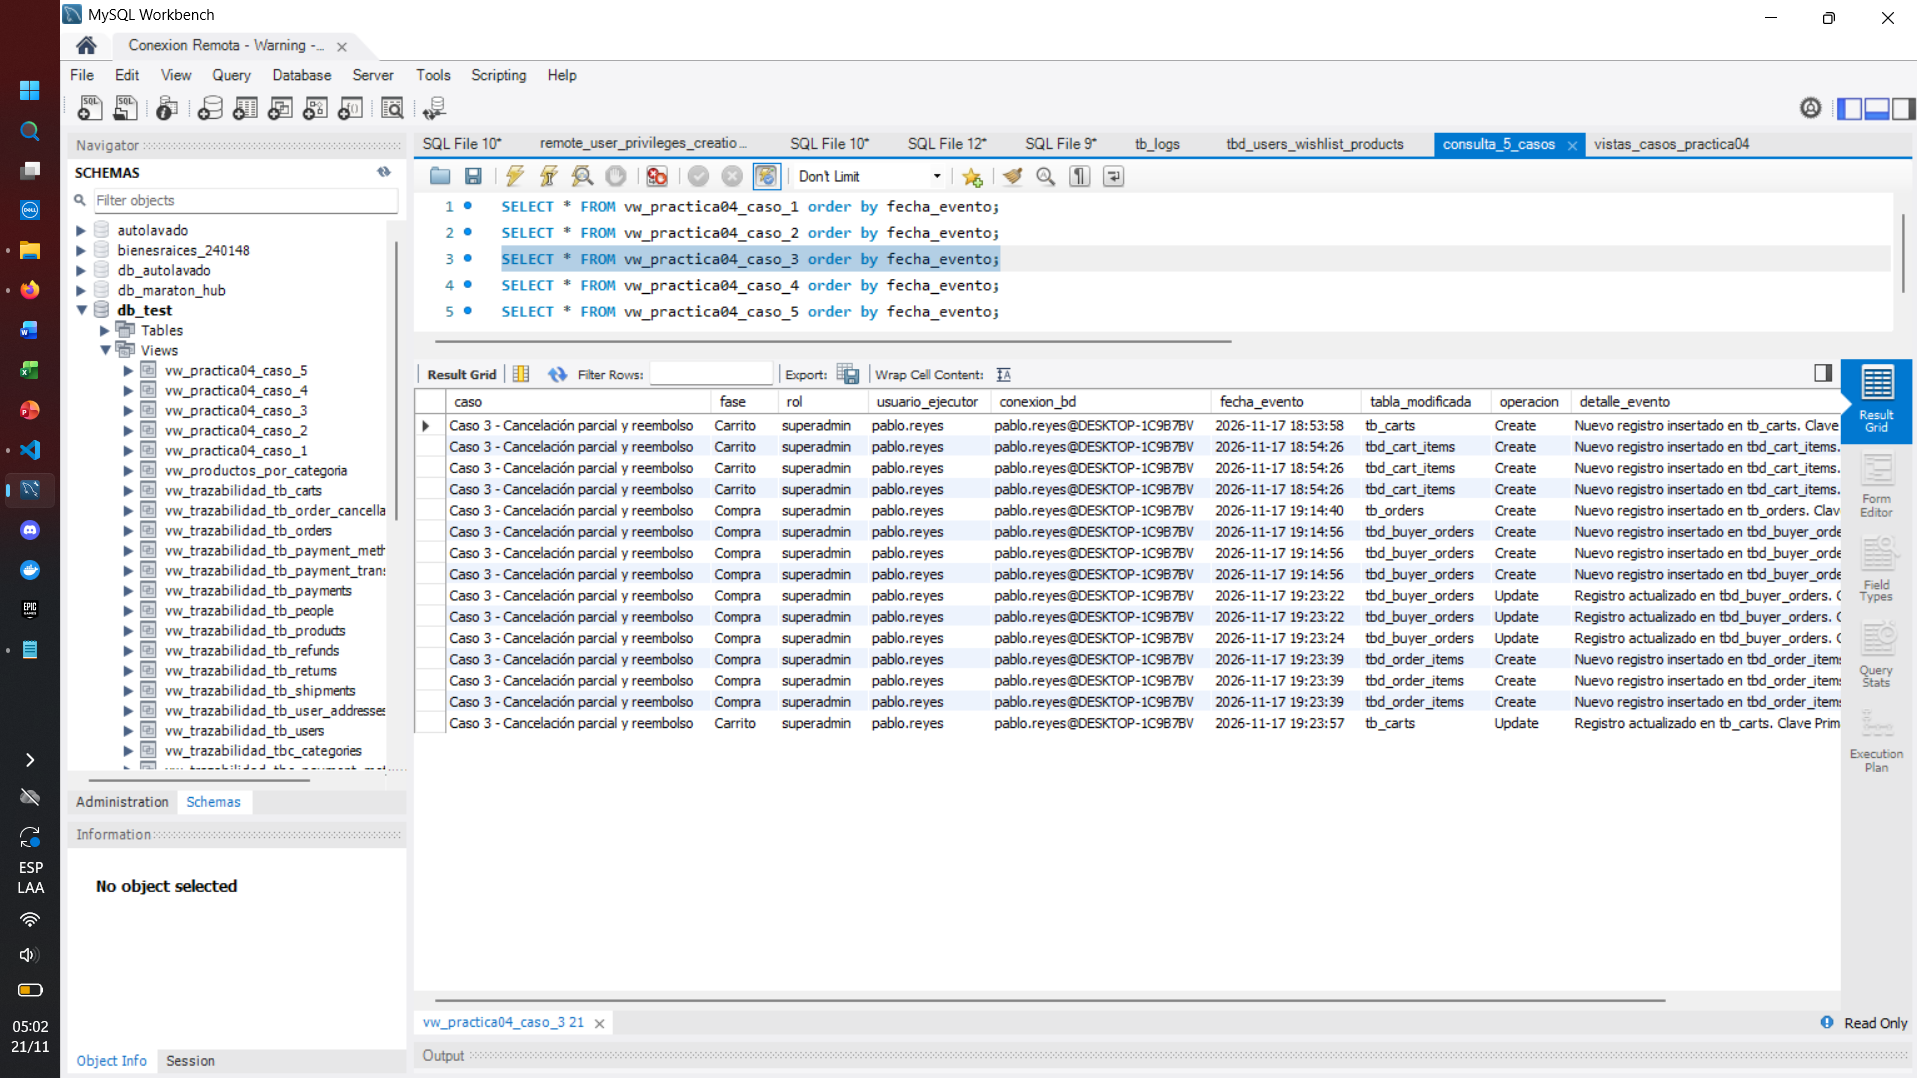 MySQL Workbench
Conexion Remota - Warning -...
File Edit View Query Database Server Tools Scripting Help
Navigator
SCHEMAS
Filter objects
autolavado
bienesraices_240148
db_autolavado
db_maraton_hub
db_test
Tables
Views
vw_practica04_caso_5
vw_practica04_caso_4
vw_practica04_caso_3
vw_practica04_caso_2
vw_practica04_caso_1
vw_productos_por_categoria
vw_trazabilidad_tb_carts
vw_trazabilidad_tb_order_cancella
vw_trazabilidad_tb_orders
vw_trazabilidad_tb_payment_meth
vw_trazabilidad_tb_payment_trans
vw_trazabilidad_tb_payments
vw_trazabilidad_tb_people
vw_trazabilidad_tb_products
vw_trazabilidad_tb_refunds
vw_trazabilidad_tb_returns
vw_trazabilidad_tb_shipments
vw_trazabilidad_tb_user_addresses
vw_trazabilidad_tb_users
vw_trazabilidad_tbc_categories
Administration Schemas
Information
No object selected
Object Info Session
SQL File 10* remote_user_privileges_creatio... SQL File 10* SQL File 12* SQL File 9* tb_logs tbd_users_wishlist_products consulta_5_casos vistas_casos_practica04
Don't Limit
1 SELECT * FROM vw_practica04_caso_1 order by fecha_evento;
2 SELECT * FROM vw_practica04_caso_2 order by fecha_evento;
3 SELECT * FROM vw_practica04_caso_3 order by fecha_evento;
4 SELECT * FROM vw_practica04_caso_4 order by fecha_evento;
5 SELECT * FROM vw_practica04_caso_5 order by fecha_evento;
Result Grid Filter Rows: Export: Wrap Cell Content:
caso fase rol usuario_ejecutor conexion_bd fecha_evento tabla_modificada operacion detalle_evento
Caso 3 - Cancelación parcial y reembolso Carrito superadmin pablo.reyes pablo.reyes@DESKTOP-1C9B7BV 2026-11-17 18:53:58 tb_carts Create Nuevo registro insertado en tb_carts. Clave
Caso 3 - Cancelación parcial y reembolso Carrito superadmin pablo.reyes pablo.reyes@DESKTOP-1C9B7BV 2026-11-17 18:54:26 tbd_cart_items Create Nuevo registro insertado en tbd_cart_items.
Caso 3 - Cancelación parcial y reembolso Carrito superadmin pablo.reyes pablo.reyes@DESKTOP-1C9B7BV 2026-11-17 18:54:26 tbd_cart_items Create Nuevo registro insertado en tbd_cart_items.
Caso 3 - Cancelación parcial y reembolso Carrito superadmin pablo.reyes pablo.reyes@DESKTOP-1C9B7BV 2026-11-17 18:54:26 tbd_cart_items Create Nuevo registro insertado en tbd_cart_items.
Caso 3 - Cancelación parcial y reembolso Compra superadmin pablo.reyes pablo.reyes@DESKTOP-1C9B7BV 2026-11-17 19:14:40 tb_orders Create Nuevo registro insertado en tb_orders. Clav
Caso 3 - Cancelación parcial y reembolso Compra superadmin pablo.reyes pablo.reyes@DESKTOP-1C9B7BV 2026-11-17 19:14:56 tbd_buyer_orders Create Nuevo registro insertado en tbd_buyer_orde
Caso 3 - Cancelación parcial y reembolso Compra superadmin pablo.reyes pablo.reyes@DESKTOP-1C9B7BV 2026-11-17 19:14:56 tbd_buyer_orders Create Nuevo registro insertado en tbd_buyer_orde
Caso 3 - Cancelación parcial y reembolso Compra superadmin pablo.reyes pablo.reyes@DESKTOP-1C9B7BV 2026-11-17 19:14:56 tbd_buyer_orders Create Nuevo registro insertado en tbd_buyer_orde
Caso 3 - Cancelación parcial y reembolso Compra superadmin pablo.reyes pablo.reyes@DESKTOP-1C9B7BV 2026-11-17 19:23:22 tbd_buyer_orders Update Registro actualizado en tbd_buyer_orders. C
Caso 3 - Cancelación parcial y reembolso Compra superadmin pablo.reyes pablo.reyes@DESKTOP-1C9B7BV 2026-11-17 19:23:22 tbd_buyer_orders Update Registro actualizado en tbd_buyer_orders. C
Caso 3 - Cancelación parcial y reembolso Compra superadmin pablo.reyes pablo.reyes@DESKTOP-1C9B7BV 2026-11-17 19:23:24 tbd_buyer_orders Update Registro actualizado en tbd_buyer_orders. C
Caso 3 - Cancelación parcial y reembolso Compra superadmin pablo.reyes pablo.reyes@DESKTOP-1C9B7BV 2026-11-17 19:23:39 tbd_order_items Create Nuevo registro insertado en tbd_order_items
Caso 3 - Cancelación parcial y reembolso Compra superadmin pablo.reyes pablo.reyes@DESKTOP-1C9B7BV 2026-11-17 19:23:39 tbd_order_items Create Nuevo registro insertado en tbd_order_items
Caso 3 - Cancelación parcial y reembolso Compra superadmin pablo.reyes pablo.reyes@DESKTOP-1C9B7BV 2026-11-17 19:23:39 tbd_order_items Create Nuevo registro insertado en tbd_order_items
Caso 3 - Cancelación parcial y reembolso Carrito superadmin pablo.reyes pablo.reyes@DESKTOP-1C9B7BV 2026-11-17 19:23:57 tb_carts Update Registro actualizado en tb_carts. Clave Prim
Result
Grid
Form
Editor
Field
Types
Query
Stats
Execution
Plan
vw_practica04_caso_3 21
Read Only
Output
ESP
LAA
05:02
21/11